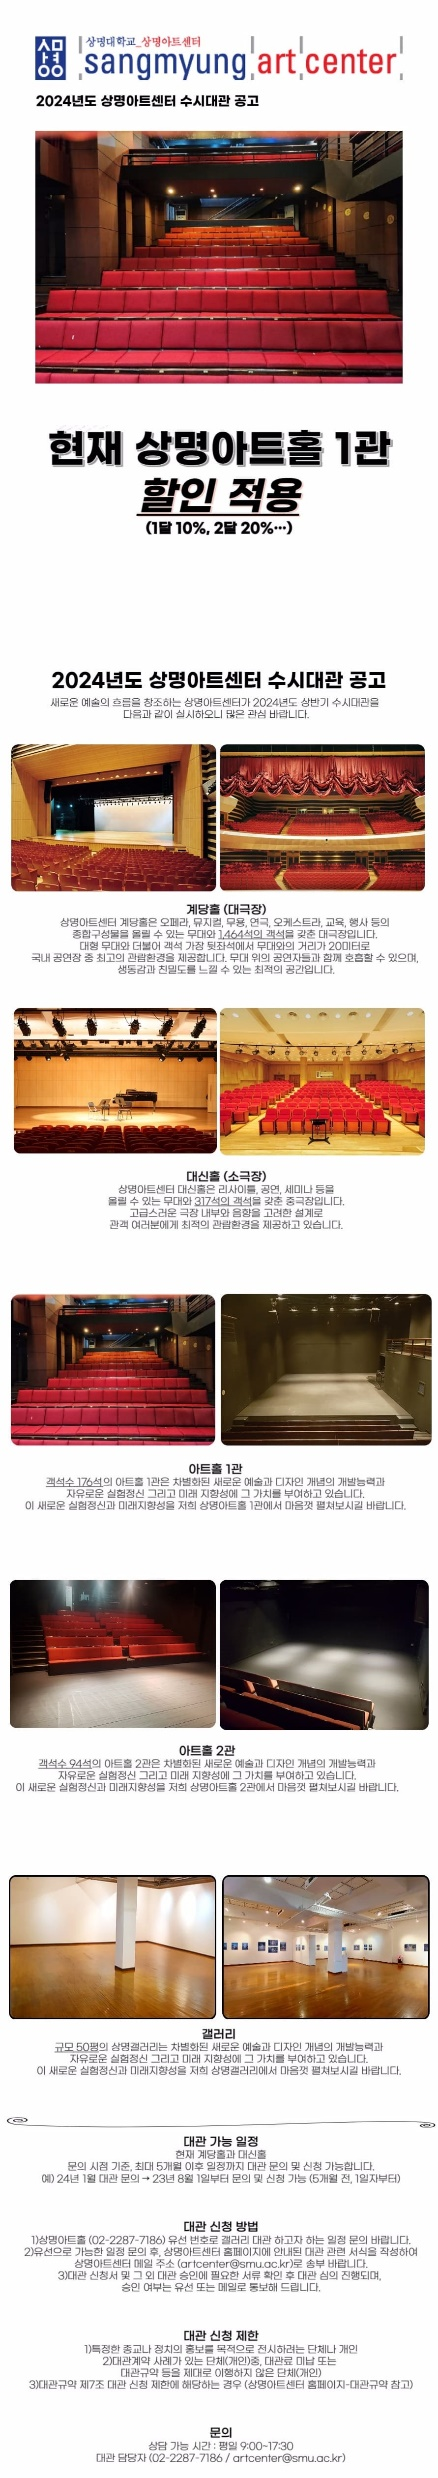 상명
상명대학교_상명아트센터
sangmyung art center
2024년도 상명아트센터 수시대관 공고
현재 상명아트홀 1관
할인 적용
(1달 10%, 2달 20%···)
2024년도 상명아트센터 수시대관 공고
새로운 예술의 흐름을 창조하는 상명아트센터가 2024년도 상반기 수시대관을
다음과 같이 실시하오니 많은 관심 바랍니다.
계당홀 (대극장)
상명아트센터 계당홀은 오페라, 뮤지컬, 무용, 연극, 오케스트라, 교육, 행사 등의
종합구성물을 올릴 수 있는 무대와 1,464석의 객석을 갖춘 대극장입니다.
대형 무대와 더불어 객석 가장 뒷좌석에서 무대와의 거리가 20미터로
국내 공연장 중 최고의 관람환경을 제공합니다. 무대 위의 공연자들과 함께 호흡할 수 있으며,
생동감과 친밀도를 느낄 수 있는 최적의 공간입니다.
대신홀 (소극장)
상명아트센터 대신홀은 리사이틀, 공연, 세미나 등을
올릴 수 있는 무대와 317석의 객석을 갖춘 중극장입니다.
고급스러운 극장 내부와 음향을 고려한 설계로
관객 여러분에게 최적의 관람환경을 제공하고 있습니다.
아트홀 1관
객석수 176석의 아트홀 1관은 차별화된 새로운 예술과 디자인 개념의 개발능력과
자유로운 실험정신 그리고 미래 지향성에 그 가치를 부여하고 있습니다.
이 새로운 실험정신과 미래지향성을 저희 상명아트홀 1관에서 마음껏 펼쳐보시길 바랍니다.
아트홀 2관
객석수 94석의 아트홀 2관은 차별화된 새로운 예술과 디자인 개념의 개발능력과
자유로운 실험정신 그리고 미래 지향성에 그 가치를 부여하고 있습니다.
이 새로운 실험정신과 미래지향성을 저희 상명아트홀 2관에서 마음껏 펼쳐보시길 바랍니다.
갤러리
규모 50평의 상명갤러리는 차별화된 새로운 예술과 디자인 개념의 개발능력과
자유로운 실험정신 그리고 미래 지향성에 그 가치를 부여하고 있습니다.
이 새로운 실험정신과 미래지향성을 저희 상명갤러리에서 마음껏 펼쳐보시길 바랍니다.
대관 가능 일정
현재 계당홀과 대신홀
문의 시점 기준, 최대 5개월 이후 일정까지 대관 문의 및 신청 가능합니다.
예) 24년 1월 대관 문의 → 23년 8월 1일부터 문의 및 신청 가능 (5개월 전, 1일자부터)
대관 신청 방법
1)상명아트홀 (02-2287-7186) 유선 번호로 갤러리 대관 하고자 하는 일정 문의 바랍니다.
2)유선으로 가능한 일정 문의 후, 상명아트센터 홈페이지에 안내된 대관 관련 서식을 작성하여
상명아트센터 메일 주소 (artcenter@smu.ac.kr)로 송부 바랍니다.
3)대관 신청서 및 그 외 대관 승인에 필요한 서류 확인 후 대관 심의 진행되며,
승인 여부는 유선 또는 메일로 통보해 드립니다.
대관 신청 제한
1)특정한 종교나 정치의 홍보를 목적으로 전시하려는 단체나 개인
2)대관계약 사례가 있는 단체(개인)중, 대관료 미납 또는
대관규약 등을 제대로 이행하지 않은 단체(개인)
3)대관규약 제7조 대관 신청 제한에 해당하는 경우 (상명아트센터 홈페이지-대관규약 참고)
문의
상담 가능 시간 : 평일 9:00~17:30
대관 담당자 (02-2287-7186 / artcenter@smu.ac.kr)